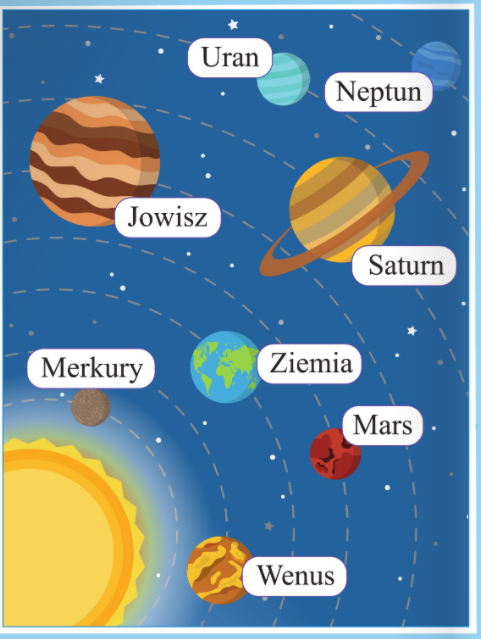 Uran
Neptun
Jowisz
Saturn
Merkury
Ziemia
Mars
Wenus